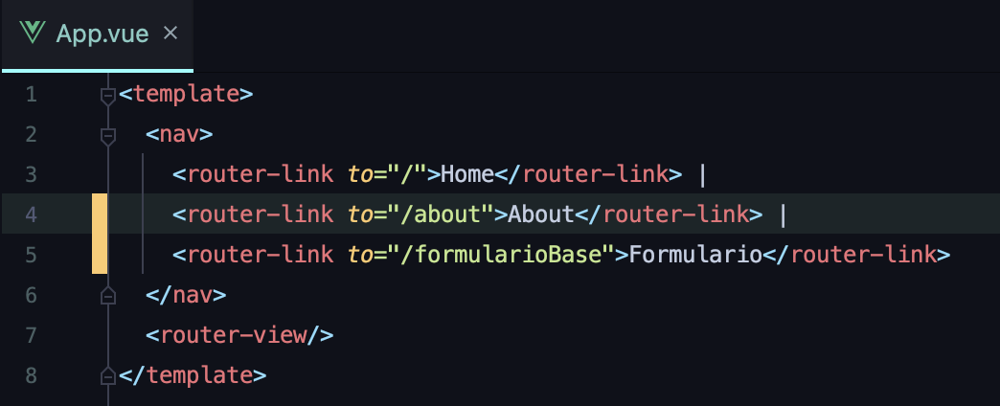 App.vue ×
1 <template>
2 <nav>
3 <router-link to="/">Home</router-link> |
4 <router-link to="/about">About</router-link> |
5 <router-link to="/formularioBase">Formulario</router-link>
6 </nav>
7 <router-view/>
8 </template>